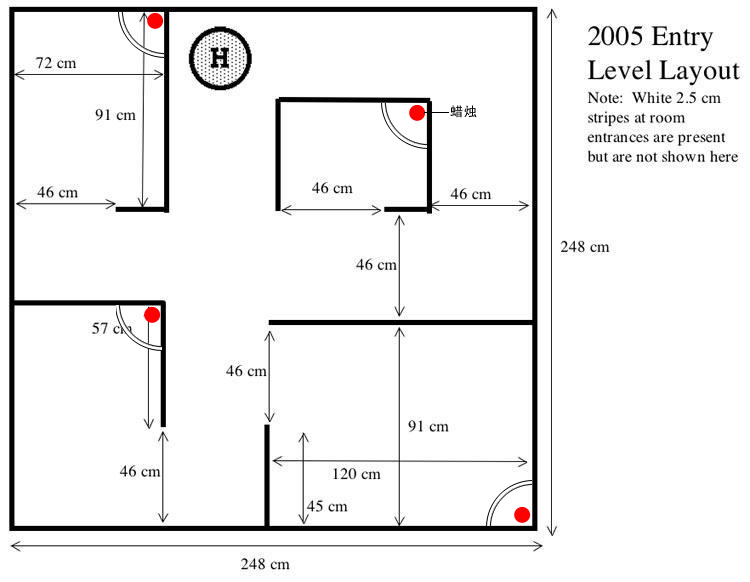 2005 Entry
Level Layout
Note: White 2.5 cm
stripes at room
entrances are present
but are not shown here
H
72 cm
91 cm
蜡烛
46 cm
46 cm
46 cm
248 cm
46 cm
57 cm
46 cm
91 cm
46 cm
120 cm
45 cm
248 cm